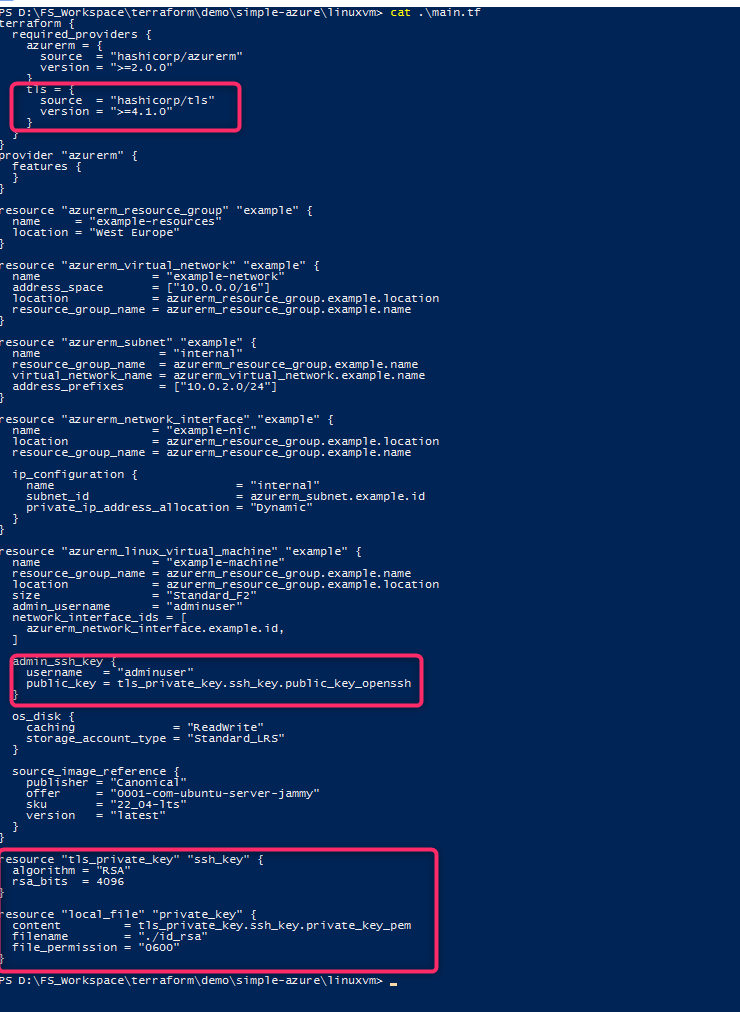 PS D:\FS_Workspace\terraform\demo\simple-azure\linuxvm> cat .\main.tf
terraform {
  required_providers {
    azurerm = {
      source  = "hashicorp/azurerm"
      version = ">=2.0.0"
    }
    tls = {
      source  = "hashicorp/tls"
      version = ">=4.1.0"
    }
  }
}
provider "azurerm" {
  features {
  }
}
resource "azurerm_resource_group" "example" {
  name     = "example-resources"
  location = "West Europe"
}
resource "azurerm_virtual_network" "example" {
  name                = "example-network"
  address_space       = ["10.0.0.0/16"]
  location            = azurerm_resource_group.example.location
  resource_group_name = azurerm_resource_group.example.name
}
resource "azurerm_subnet" "example" {
  name                 = "internal"
  resource_group_name  = azurerm_resource_group.example.name
  virtual_network_name = azurerm_virtual_network.example.name
  address_prefixes     = ["10.0.2.0/24"]
}
resource "azurerm_network_interface" "example" {
  name                = "example-nic"
  location            = azurerm_resource_group.example.location
  resource_group_name = azurerm_resource_group.example.name
  ip_configuration {
    name                          = "internal"
    subnet_id                     = azurerm_subnet.example.id
    private_ip_address_allocation = "Dynamic"
  }
}
resource "azurerm_linux_virtual_machine" "example" {
  name                = "example-machine"
  resource_group_name = azurerm_resource_group.example.name
  location            = azurerm_resource_group.example.location
  size                = "Standard_F2"
  admin_username      = "adminuser"
  network_interface_ids = [
    azurerm_network_interface.example.id,
  ]
  admin_ssh_key {
    username   = "adminuser"
    public_key = tls_private_key.ssh_key.public_key_openssh
  }
  os_disk {
    caching              = "ReadWrite"
    storage_account_type = "Standard_LRS"
  }
  source_image_reference {
    publisher = "Canonical"
    offer     = "0001-com-ubuntu-server-jammy"
    sku       = "22_04-lts"
    version   = "latest"
  }
}
resource "tls_private_key" "ssh_key" {
  algorithm = "RSA"
  rsa_bits  = 4096
}
resource "local_file" "private_key" {
  content         = tls_private_key.ssh_key.private_key_pem
  filename        = "./id_rsa"
  file_permission = "0600"
}
PS D:\FS_Workspace\terraform\demo\simple-azure\linuxvm> _